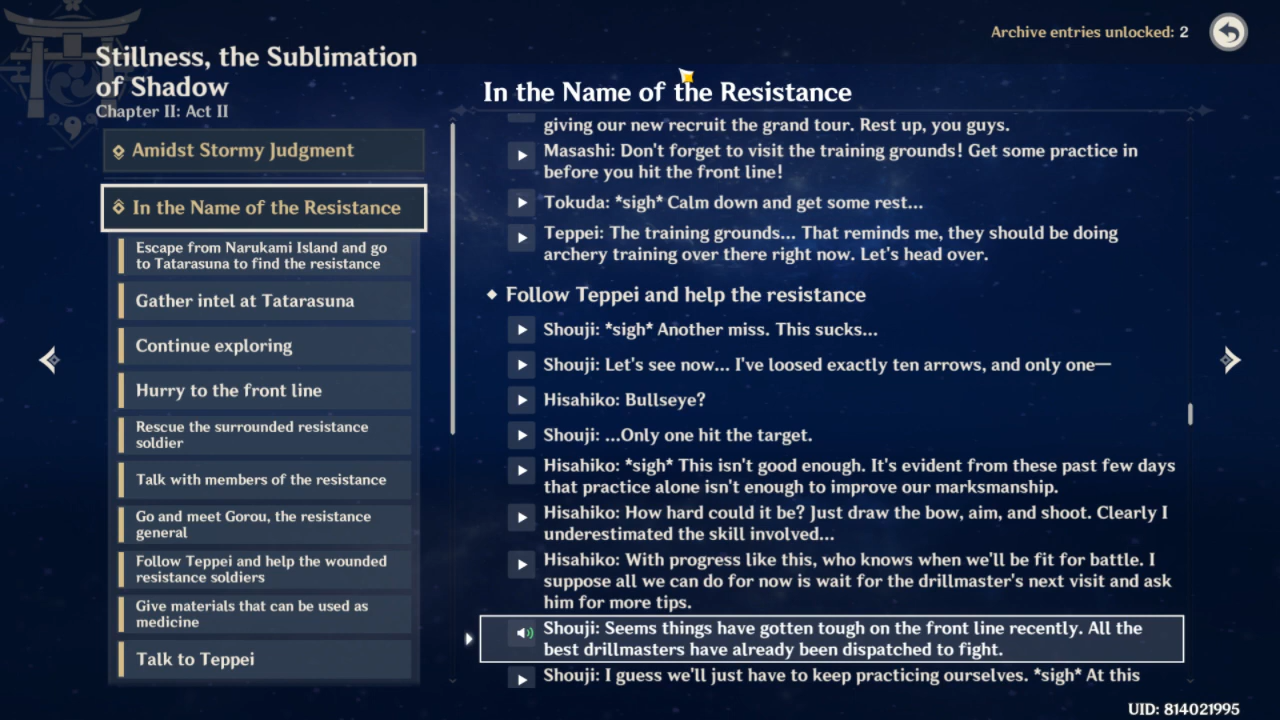 Archive entries unlocked: 2
Stillness, the Sublimation
of Shadow
Chapter II: Act II
Amidst Stormy Judgment
In the Name of the Resistance
Escape from Narukami Island and go
to Tatarasuna to find the resistance
Gather intel at Tatarasuna
Continue exploring
Hurry to the front line
Rescue the surrounded resistance
soldier
Talk with members of the resistance
Go and meet Gorou, the resistance
general
Follow Teppei and help the wounded
resistance soldiers
Give materials that can be used as
medicine
Talk to Teppei
In the Name of the Resistance
giving our new recruit the grand tour. Rest up, you guys.
Masashi: Don't forget to visit the training grounds! Get some practice in
before you hit the front line!
Tokuda: *sigh* Calm down and get some rest...
Teppei: The training grounds... That reminds me, they should be doing
archery training over there right now. Let's head over.
Follow Teppei and help the resistance
Shouji: *sigh* Another miss. This sucks...
Shouji: Let's see now... I've loosed exactly ten arrows, and only one—
Hisahiko: Bullseye?
Shouji: ...Only one hit the target.
Hisahiko: *sigh* This isn't good enough. It's evident from these past few days
that practice alone isn't enough to improve our marksmanship.
Hisahiko: How hard could it be? Just draw the bow, aim, and shoot. Clearly I
underestimated the skill involved...
Hisahiko: With progress like this, who knows when we'll be fit for battle. I
suppose all we can do for now is wait for the drillmaster's next visit and ask
him for more tips.
Shouji: Seems things have gotten tough on the front line recently. All the
best drillmasters have already been dispatched to fight.
Shouji: I guess we'll just have to keep practicing ourselves. *sigh* At this
UID: 814021995